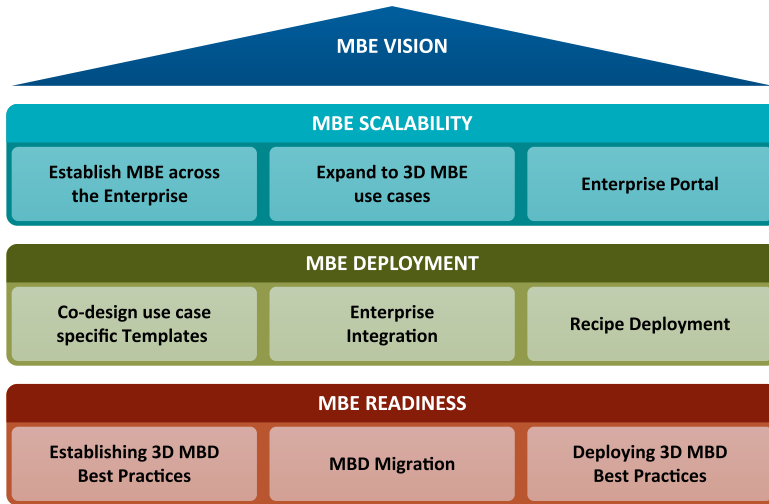 MBE VISION
MBE SCALABILITY
Establish MBE across
the Enterprise
Expand to 3D MBE
use cases
Enterprise Portal
MBE DEPLOYMENT
Co-design use case
specific Templates
Enterprise
Integration
Recipe Deployment
MBE READINESS
Establishing 3D MBD
Best Practices
MBD Migration
Deploying 3D MBD
Best Practices